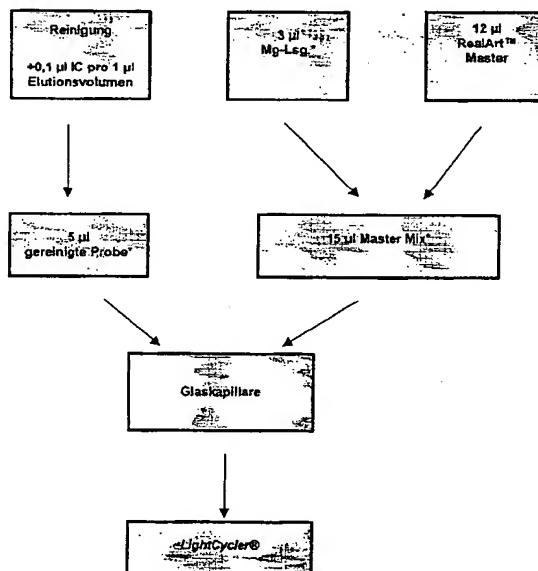 Reinigung
+0,1 µl IC pro 1 µl
Elutionsvolumen
3 µl
Mg-Lsg.*
12 µl
RealArt™
Master
5 µl
gereinigte Probe*
15 µl Master Mix*
Glaskapillare
LightCycler®